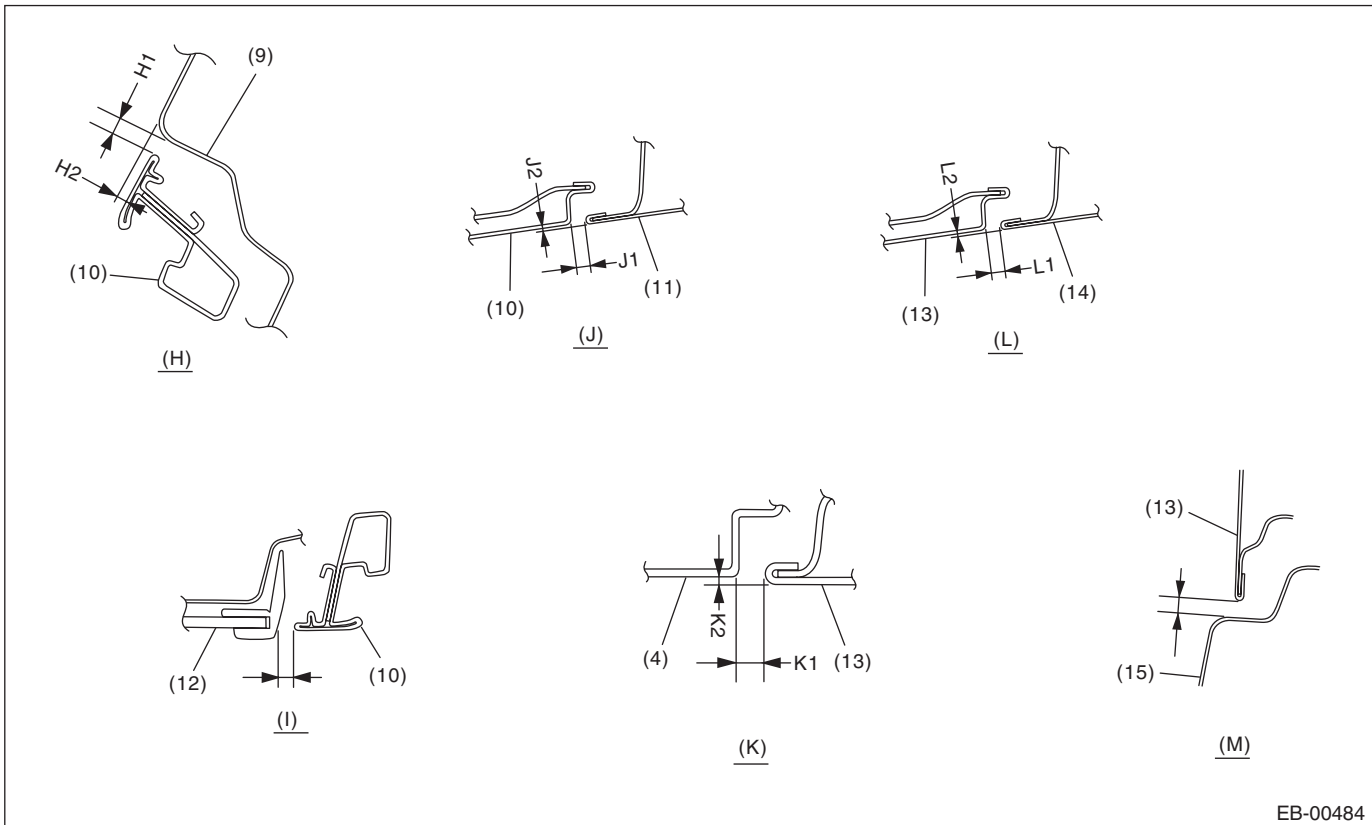 H1
(9)
H2
(10)
(H)
J2
J1
(10)
(11)
(J)
L2
L1
(13)
(14)
(L)
(12)
(10)
(I)
K2
(4)
K1
(13)
(K)
(13)
(15)
(M)
EB-00484